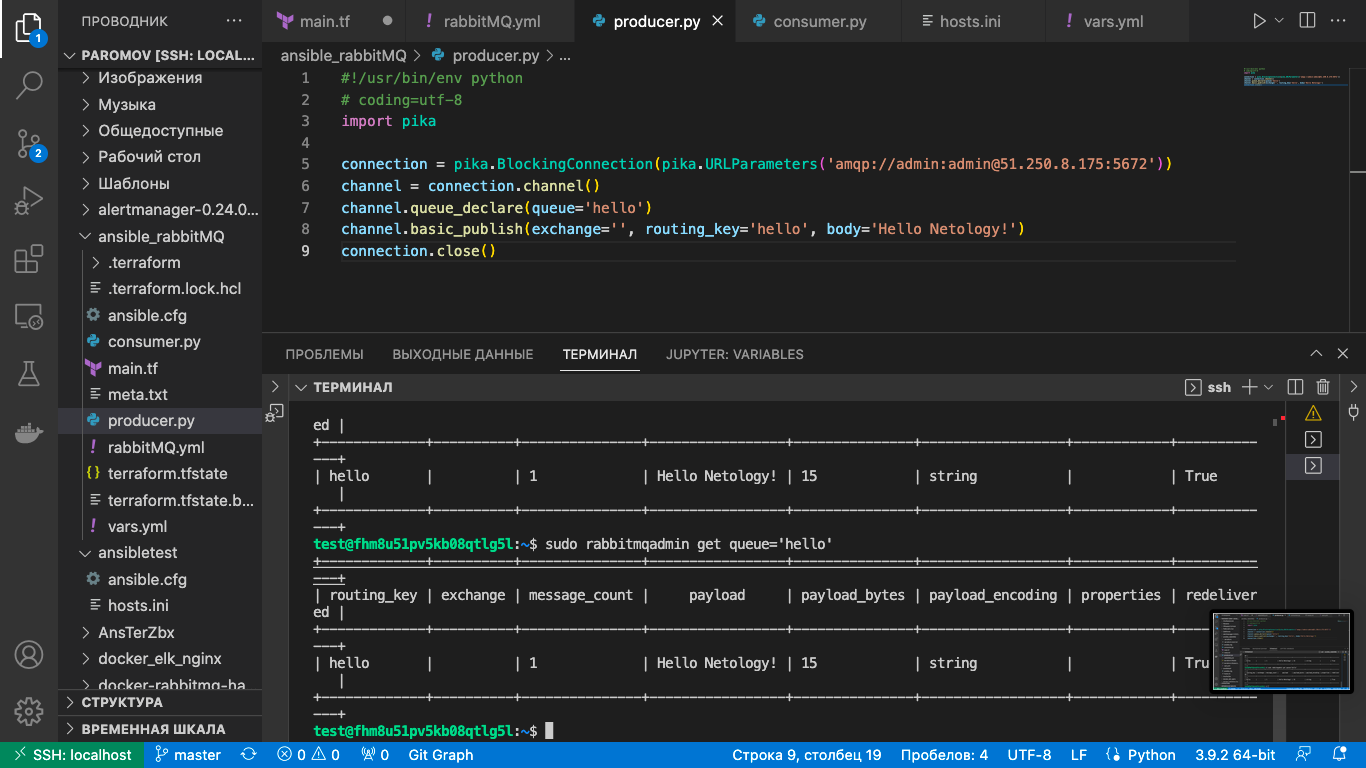 ПРОВОДНИК ...
PAROMOV [SSH: LOCAL...
Изображения
Музыка
Общедоступные
Рабочий стол
Шаблоны
alertmanager-0.24.0...
ansible_rabbitMQ
.terraform
.terraform.lock.hcl
ansible.cfg
consumer.py
main.tf
meta.txt
producer.py
! rabbitMQ.yml
{} terraform.tfstate
terraform.tfstate.b...
! vars.yml
ansibletest
ansible.cfg
hosts.ini
AnsTerZbx
docker_elk_nginx
docker-rabbitmq-ha
СТРУКТУРА
ВРЕМЕННАЯ ШКАЛА
1
2
main.tf ! rabbitMQ.yml producer.py consumer.py hosts.ini ! vars.yml
ansible_rabbitMQ > producer.py > ...
1 #!/usr/bin/env python
2 # coding=utf-8
3 import pika
4
5 connection = pika.BlockingConnection(pika.URLParameters('amqp://admin:admin@51.250.8.175:5672'))
6 channel = connection.channel()
7 channel.queue_declare(queue='hello')
8 channel.basic_publish(exchange='', routing_key='hello', body='Hello Netology!')
9 connection.close()
ПРОБЛЕМЫ ВЫХОДНЫЕ ДАННЫЕ ТЕРМИНАЛ JUPYTER: VARIABLES
ТЕРМИНАЛ ssh
ed |
+-------------+----------+---------------+-----------------+---------------+------------------+------------+----------
---+
| hello | | 1 | Hello Netology! | 15 | string | | True
|
+-------------+----------+---------------+-----------------+---------------+------------------+------------+----------
---+
test@fhm8u51pv5kb08qtlg5l:~$ sudo rabbitmqadmin get queue='hello'
+-------------+----------+---------------+-----------------+---------------+------------------+------------+----------
---+
| routing_key | exchange | message_count | payload | payload_bytes | payload_encoding | properties | redeliver
ed |
+-------------+----------+---------------+-----------------+---------------+------------------+------------+----------
---+
| hello | | 1 | Hello Netology! | 15 | string | | Tru
|
+-------------+----------+---------------+-----------------+---------------+------------------+------------+----------
---+
test@fhm8u51pv5kb08qtlg5l:~$
SSH: localhost master 0 0 0 Git Graph Строка 9, столбец 19 Пробелов: 4 UTF-8 LF Python 3.9.2 64-bit